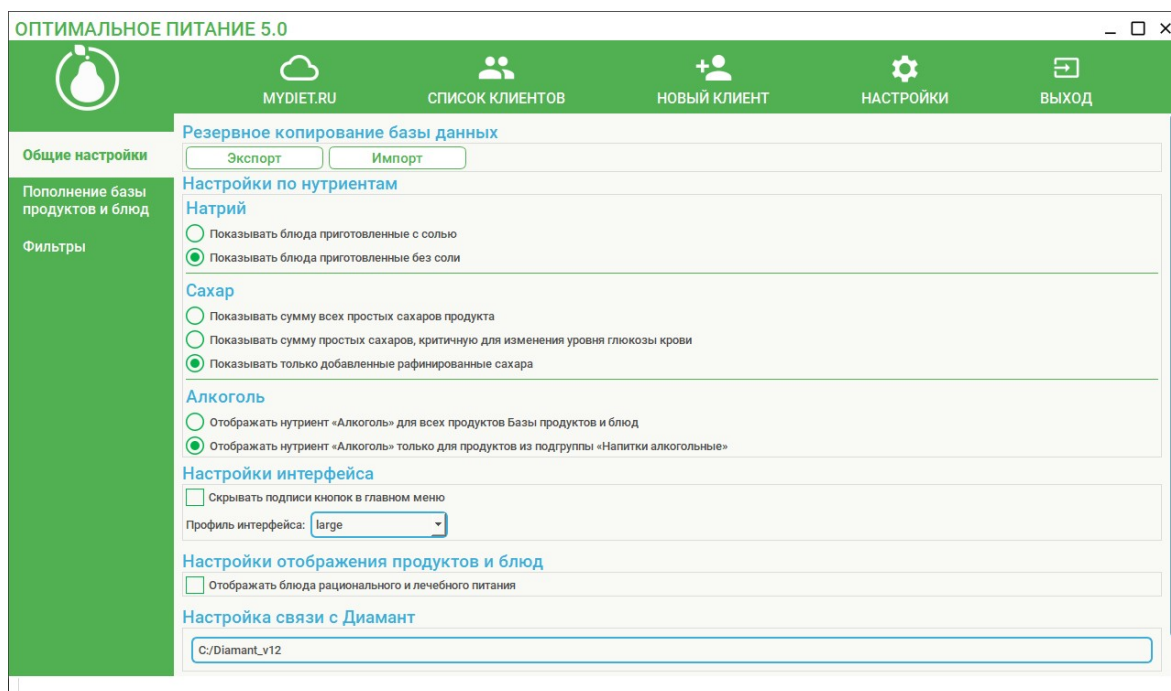 ОПТИМАЛЬНОЕ ПИТАНИЕ 5.0
MYDIET.RU
СПИСОК КЛИЕНТОВ
НОВЫЙ КЛИЕНТ
НАСТРОЙКИ
ВЫХОД
Общие настройки
Пополнение базы
продуктов и блюд
Фильтры
Резервное копирование базы данных
Экспорт
Импорт
Настройки по нутриентам
Натрий
Показывать блюда приготовленные с солью
Показывать блюда приготовленные без соли
Сахар
Показывать сумму всех простых сахаров продукта
Показывать сумму простых сахаров, критичную для изменения уровня глюкозы крови
Показывать только добавленные рафинированные сахара
Алкоголь
Отображать нутриент «Алкоголь» для всех продуктов Базы продуктов и блюд
Отображать нутриент «Алкоголь» только для продуктов из подгруппы «Напитки алкогольные»
Настройки интерфейса
Скрывать подписи кнопок в главном меню
Профиль интерфейса: large
Настройки отображения продуктов и блюд
Отображать блюда рационального и лечебного питания
Настройка связи с Диамант
C:/Diamant_v12